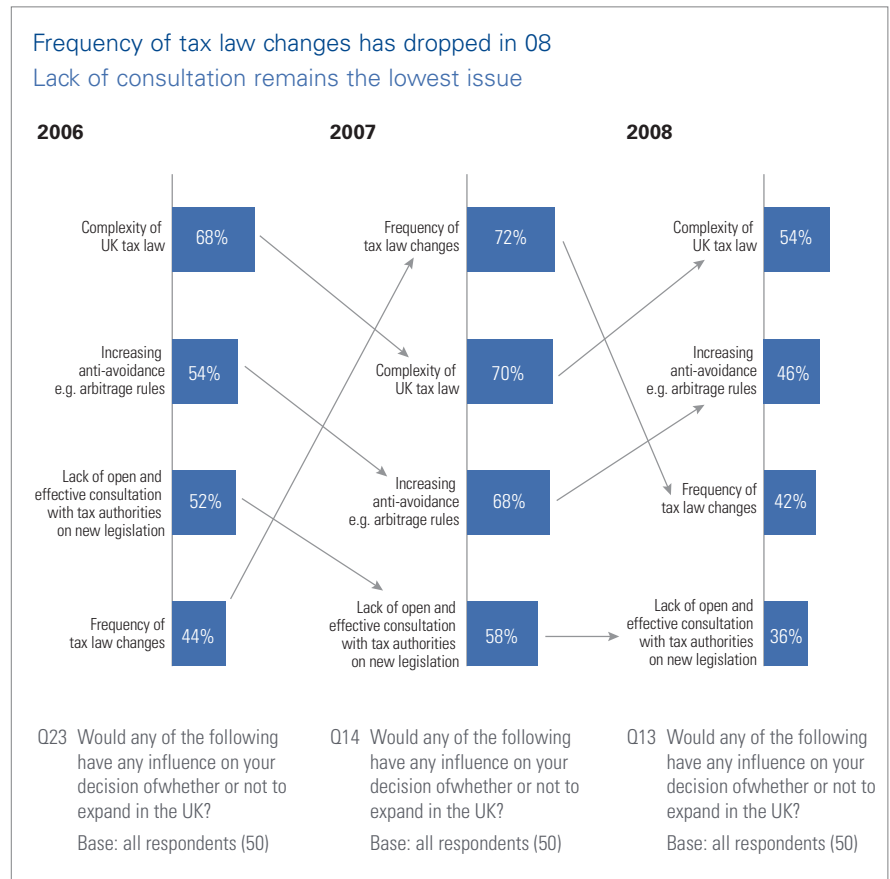 Frequency of tax law changes has dropped in 08
Lack of consultation remains the lowest issue
2006
Complexity of
UK tax law
68%
Increasing
anti-avoidance
e.g. arbitrage rules
54%
Lack of open and
effective consultation
with tax authorities
on new legislation
52%
Frequency of
tax law changes
44%
Q23 Would any of the following
have any influence on your
decision ofwhether or not to
expand in the UK?
Base: all respondents (50)
2007
Frequency of
tax law changes
72%
Complexity of
UK tax law
70%
Increasing
anti-avoidance
e.g. arbitrage rules
68%
Lack of open and
effective consultation
with tax authorities
on new legislation
58%
Q14 Would any of the following
have any influence on your
decision ofwhether or not to
expand in the UK?
Base: all respondents (50)
2008
Complexity of
UK tax law
54%
Increasing
anti-avoidance
e.g. arbitrage rules
46%
Frequency of
tax law changes
42%
Lack of open and
effective consultation
with tax authorities
on new legislation
36%
Q13 Would any of the following
have any influence on your
decision ofwhether or not to
expand in the UK?
Base: all respondents (50)